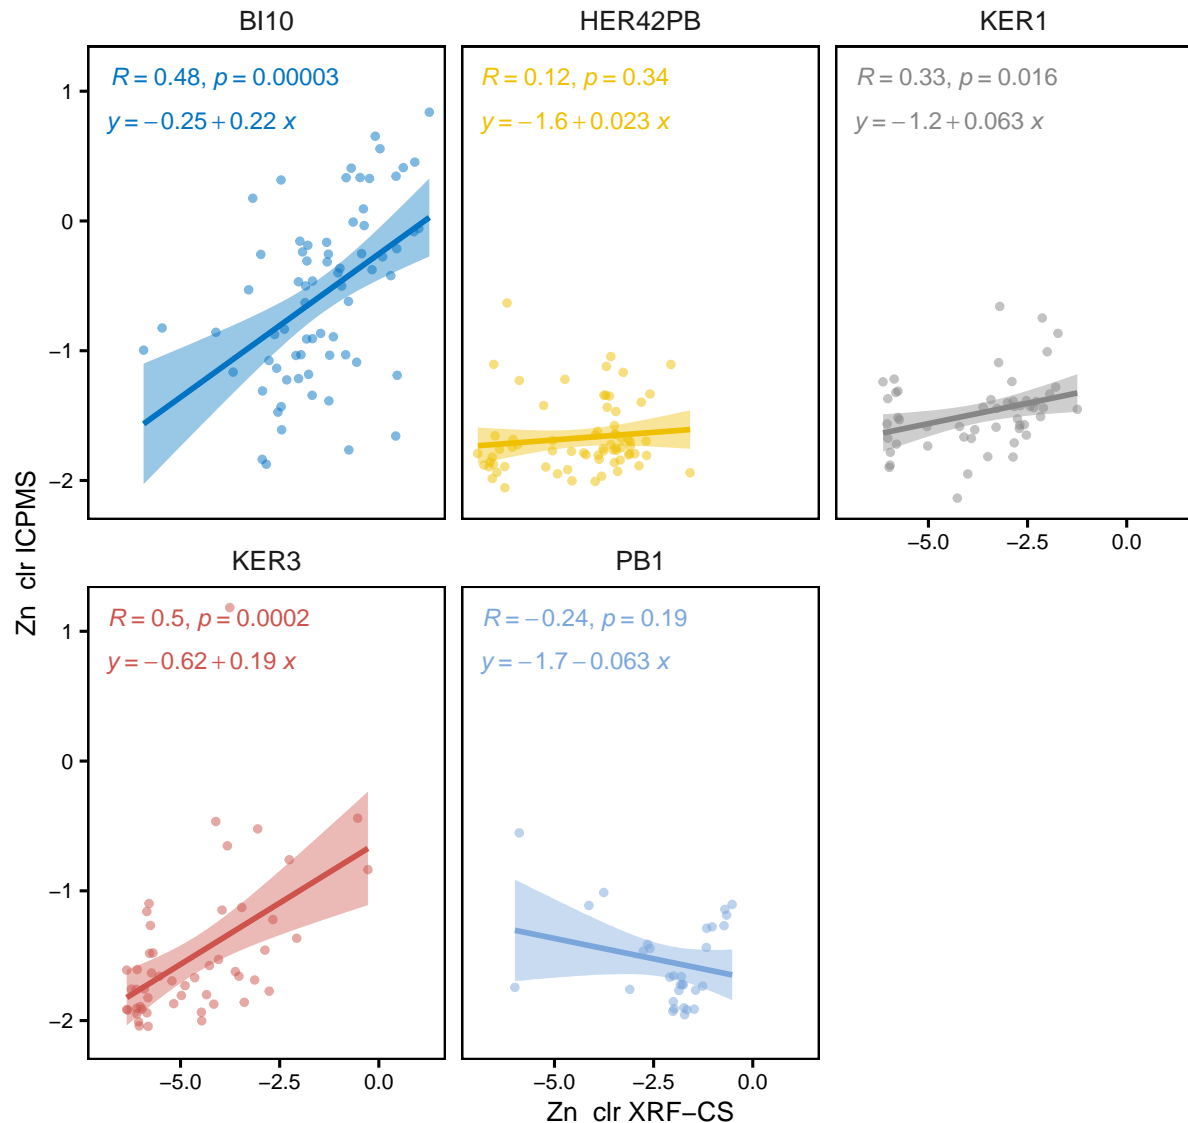 BI10
HER42PB
KER1
R = 0.48, p = 0.00003
y = −0.25 + 0.22 x
R = 0.12, p = 0.34
y = −1.6 + 0.023 x
R = 0.33, p = 0.016
y = −1.2 + 0.063 x
1
0
−1
−2
−5.0
−2.5
0.0
KER3
PB1
R = 0.5, p = 0.0002
y = −0.62 + 0.19 x
R = −0.24, p = 0.19
y = −1.7 − 0.063 x
1
0
−1
−2
−5.0
−2.5
0.0
−5.0
−2.5
0.0
Zn clr ICPMS
Zn clr XRF−CS